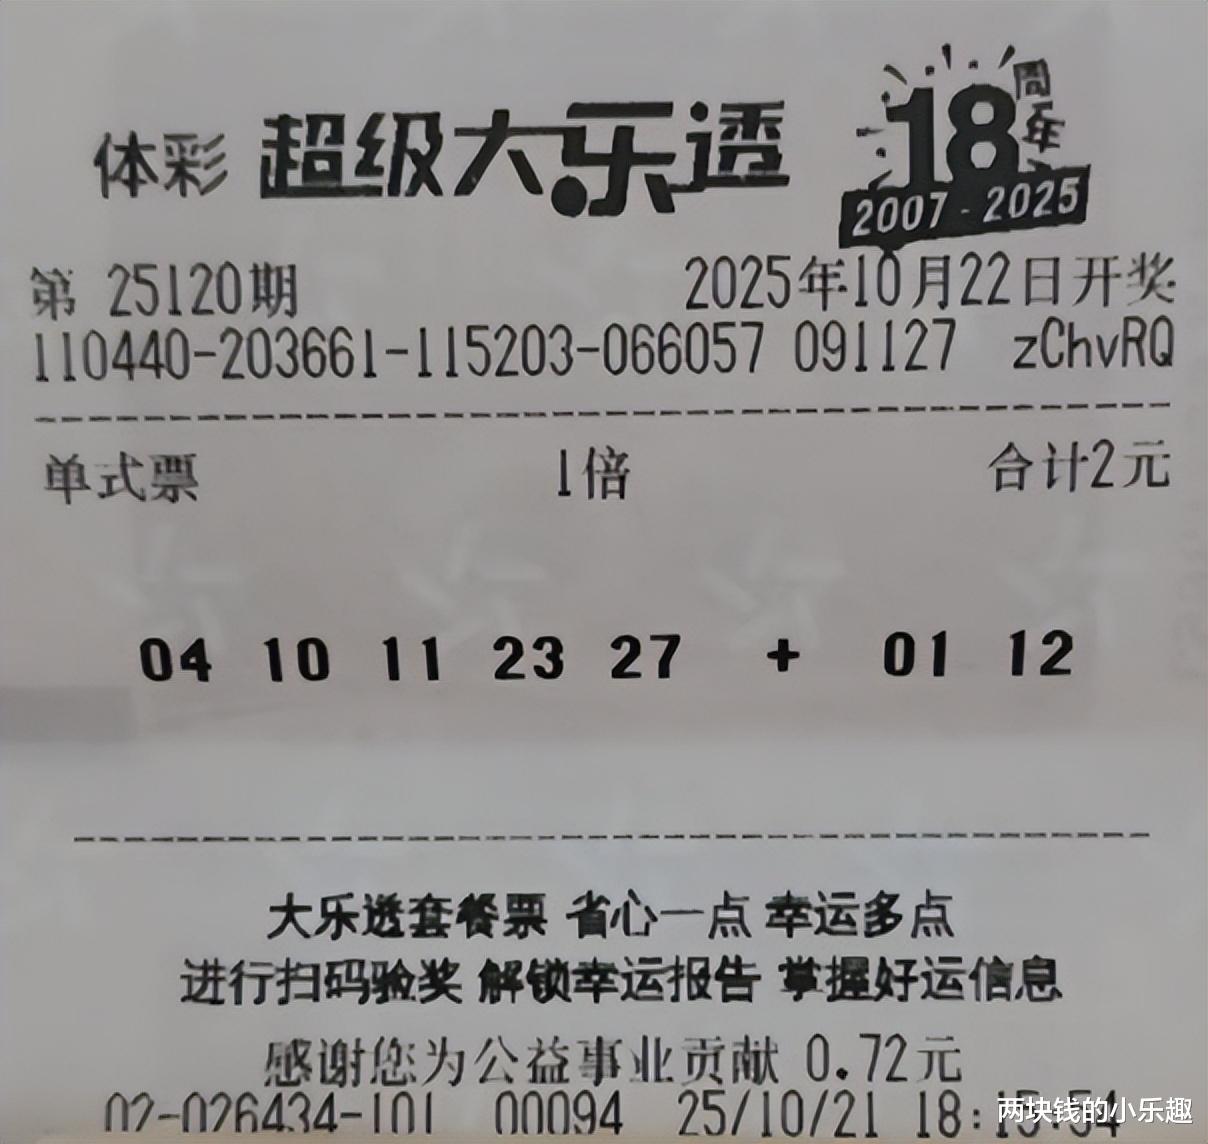 体彩 超级大乐透 18周年
2007-2025
第 25120期 2025年10月22日开奖
110440-203661-115203-066057 091127 zChvRQ
单式票 1倍 合计2元
04 10 11 23 27 + 01 12
大乐透套餐票 省心一点 幸运多点
进行扫码验奖 解锁幸运报告 掌握好运信息
感谢您为公益事业贡献 0.72元
02-026434-101 00094 25/10/21
两块钱的小乐趣